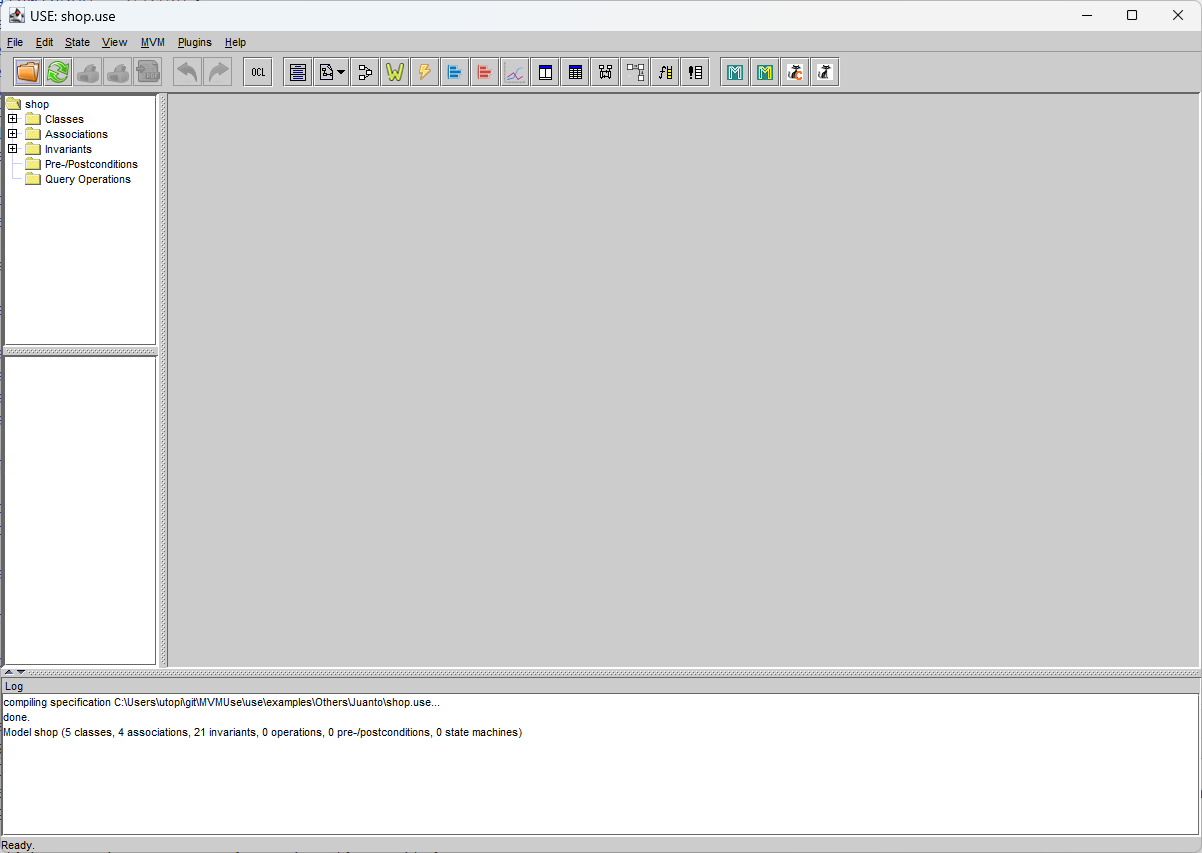 USE: shop.use
File Edit State View MVM Plugins Help
OCL
shop
Classes
Associations
Invariants
Pre-/Postconditions
Query Operations
Log
compiling specification C:\Users\utopi\git\MVMUse\use\examples\Others\Juanto\shop.use...
done.
Model shop (5 classes, 4 associations, 21 invariants, 0 operations, 0 pre-/postconditions, 0 state machines)
Ready.